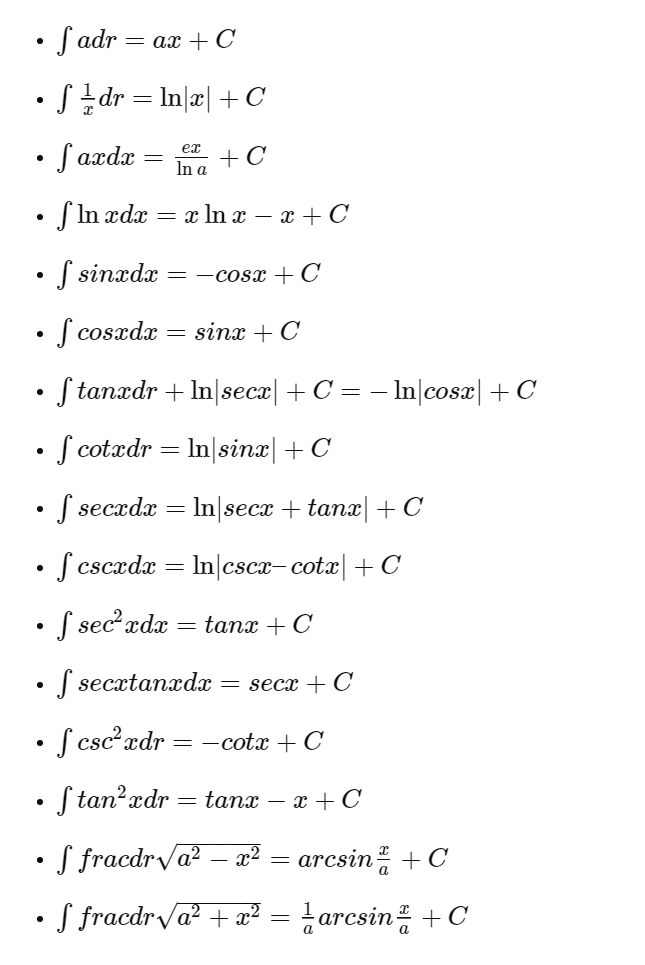 • ∫ adr = ax + C
• ∫ 1/x dr = ln|x| + C
• ∫ axdx = ex/ln a + C
• ∫ ln xdx = x ln x − x + C
• ∫ sinxdx = −cosx + C
• ∫ cosxdx = sinx + C
• ∫ tanxdr + ln|secx| + C = − ln|cosx| + C
• ∫ cotxdr = ln|sinx| + C
• ∫ secxdx = ln|secx + tanx| + C
• ∫ cscxdx = ln|cscx–cotx| + C
• ∫ sec²xdx = tanx + C
• ∫ secxtanxdx = secx + C
• ∫ csc²xdr = −cotx + C
• ∫ tan²xdr = tanx − x + C
• ∫ fracdr√(a² − x²) = arcsin x/a + C
• ∫ fracdr√(a² + x²) = 1/a arcsin x/a + C